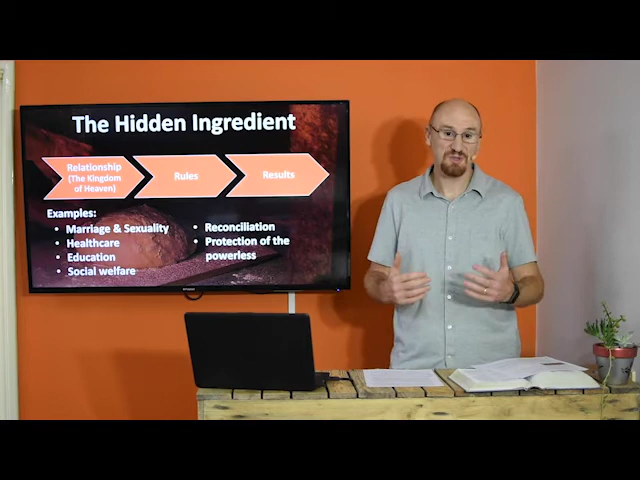 The Hidden Ingredient
Relationship
(The Kingdom
of Heaven)
Rules
Results
Examples:
• Marriage & Sexuality
• Healthcare
• Education
• Social welfare
• Reconciliation
• Protection of the
powerless